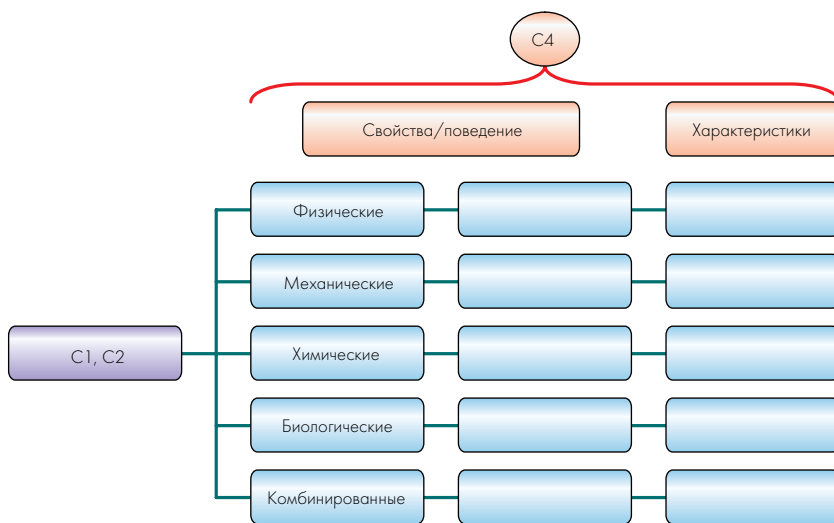 C4
Свойства/поведение
Характеристики
Физические
Механические
C1, C2
Химические
Биологические
Комбинированные